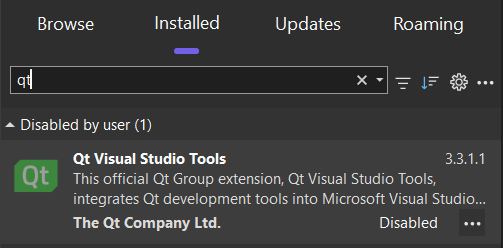 Browse Installed Updates Roaming
qt
Disabled by user (1)
Qt Qt Visual Studio Tools 3.3.1.1
This official Qt Group extension, Qt Visual Studio Tools,
integrates Qt development tools into Microsoft Visual Studio...
The Qt Company Ltd. Disabled